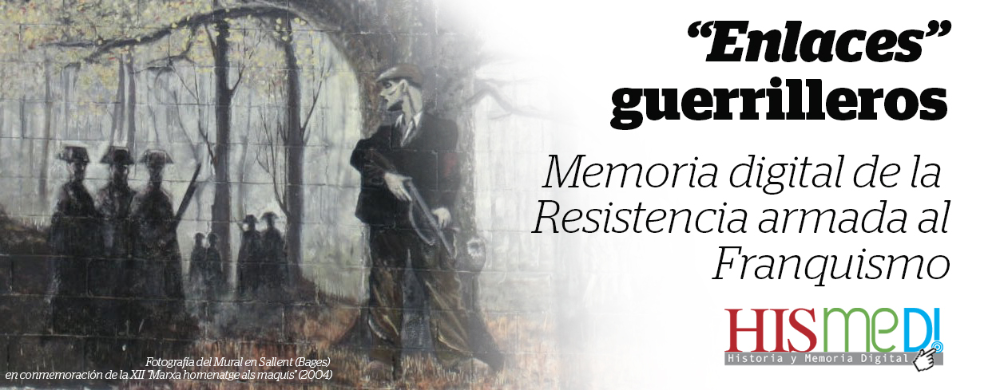 “Enlaces”
guerrilleros
Memoria digital de la
Resistencia armada al
Franquismo
HISMeD!
Historia y Memoria Digital
Fotografía del Mural en Sallent (Bages)
en conmemoración de la XII "Marxa homenatge als maquis" (2004)